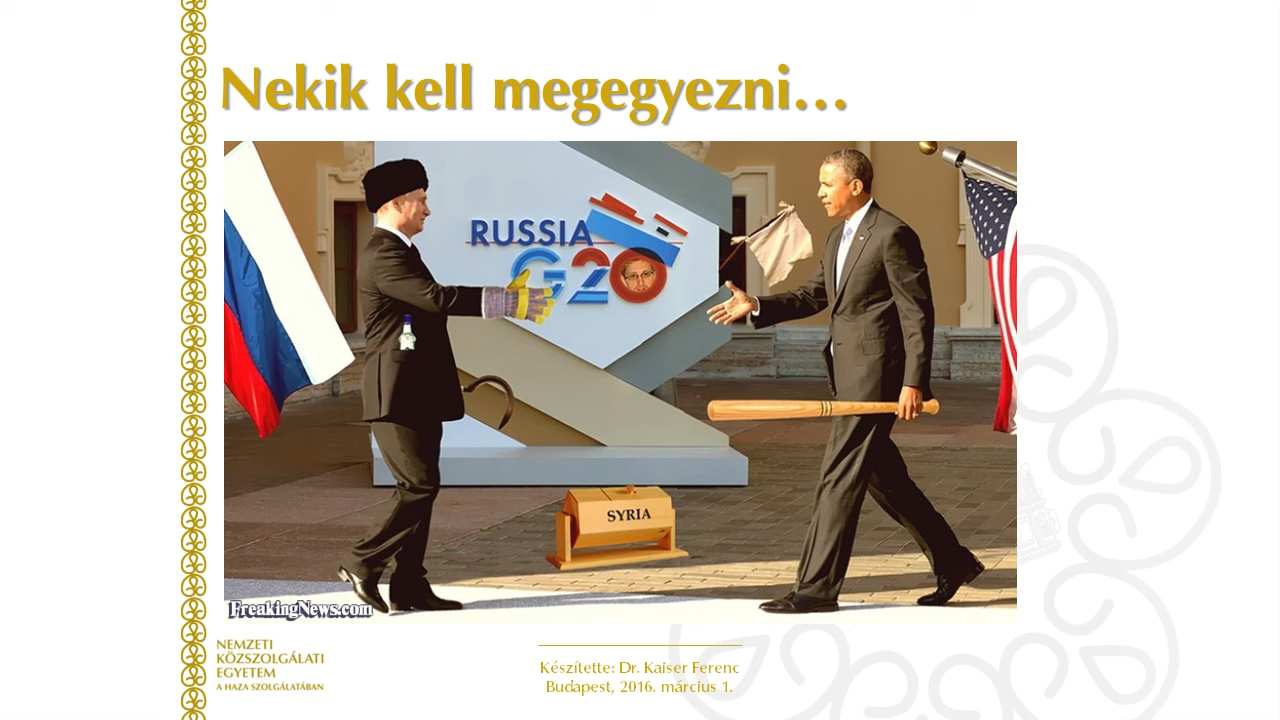 Nekik kell megegyezni…
RUSSIA
G20
SYRIA
FreakingNews.com
NEMZETI
KÖZSZOLGÁLATI
EGYETEM
A HAZA SZOLGÁLATÁBAN
Készítette: Dr. Kaiser Ferenc
Budapest, 2016. március 1.